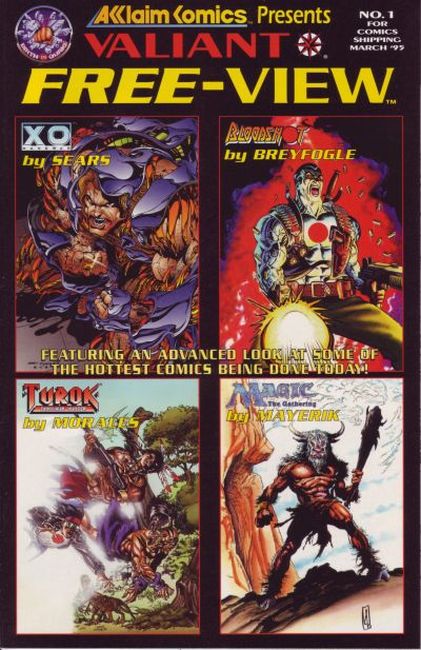 Acclaim Comics Presents
VALIANT
FREE-VIEW™
NO. 1
FOR
COMICS
SHIPPING
MARCH '95
XO
MANOWAR
by SEARS
BLOODSHOT
by BREYFOGLE
FEATURING AN ADVANCED LOOK AT SOME OF
THE HOTTEST COMICS BEING DONE TODAY!
TUROK
by MORALES
MAGIC
The Gathering
by MAYERIK